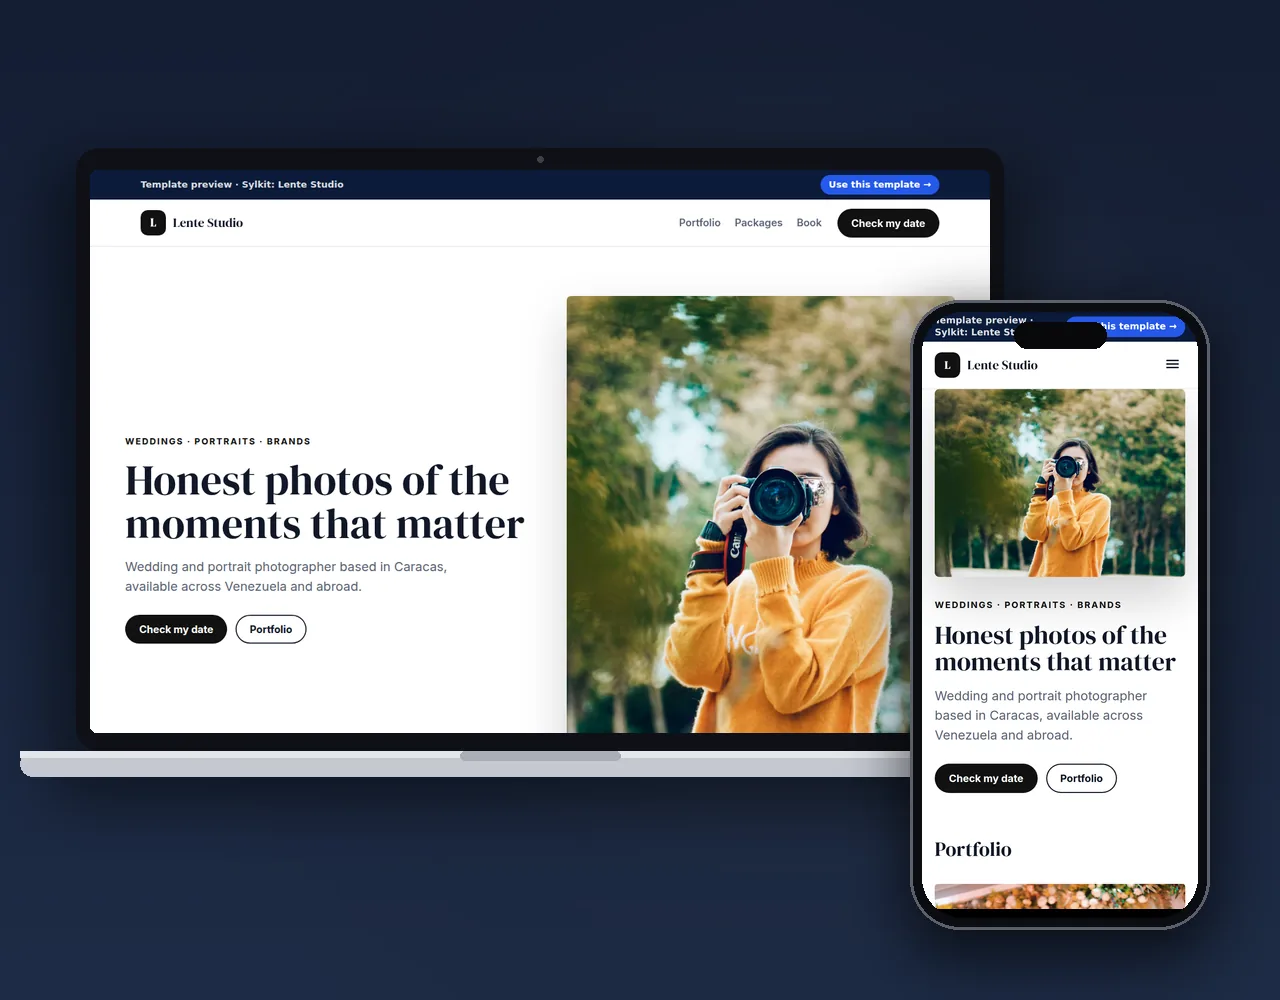 Template preview · Sylkit: Lente Studio
Use this template →
L
Lente Studio
Portfolio
Packages
Book
Check my date
WEDDINGS · PORTRAITS · BRANDS
Honest photos of the
moments that matter
Wedding and portrait photographer based in Caracas,
available across Venezuela and abroad.
Check my date
Portfolio
Can
preview ·
Sylkit: Lente
this template →
L
Lente Studio
WEDDINGS · PORTRAITS · BRANDS
Honest photos of the
moments that matter
Wedding and portrait photographer
based in Caracas, available across
Venezuela and abroad.
Check my date
Portfolio
Portfolio